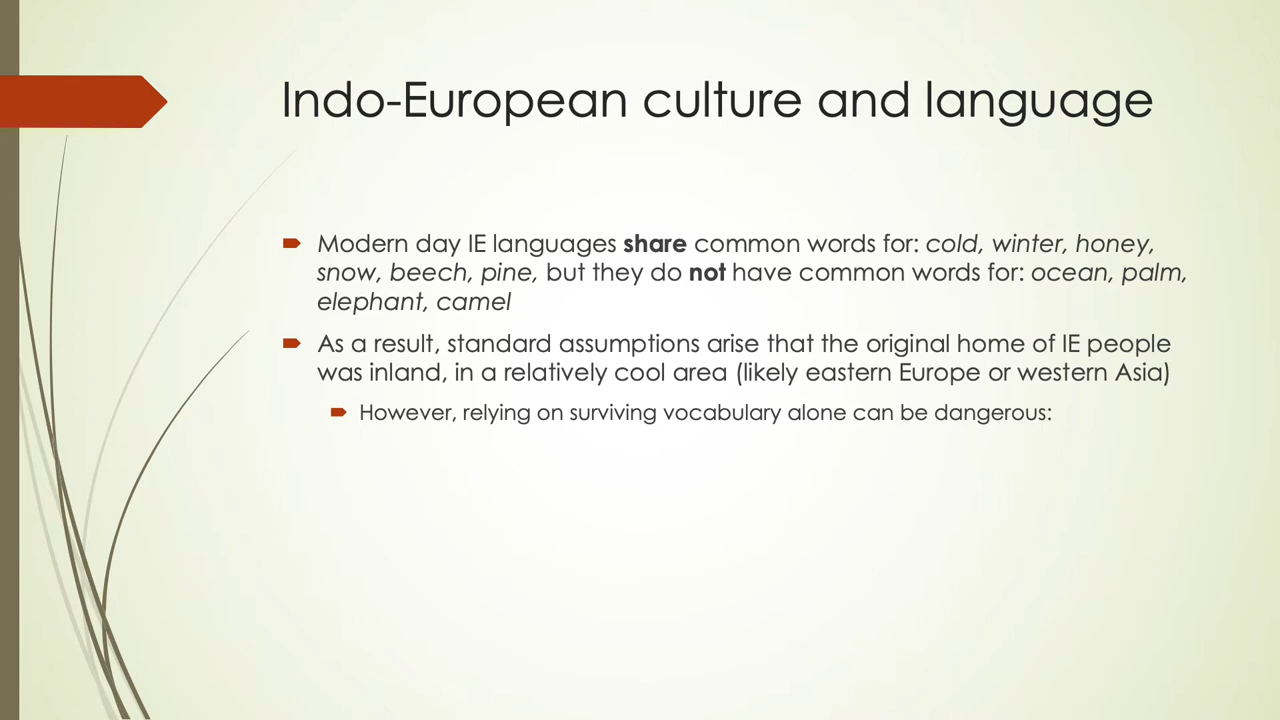 Indo-European culture and language
Modern day IE languages share common words for: cold, winter, honey,
snow, beech, pine, but they do not have common words for: ocean, palm,
elephant, camel
As a result, standard assumptions arise that the original home of IE people
was inland, in a relatively cool area (likely eastern Europe or western Asia)
However, relying on surviving vocabulary alone can be dangerous: